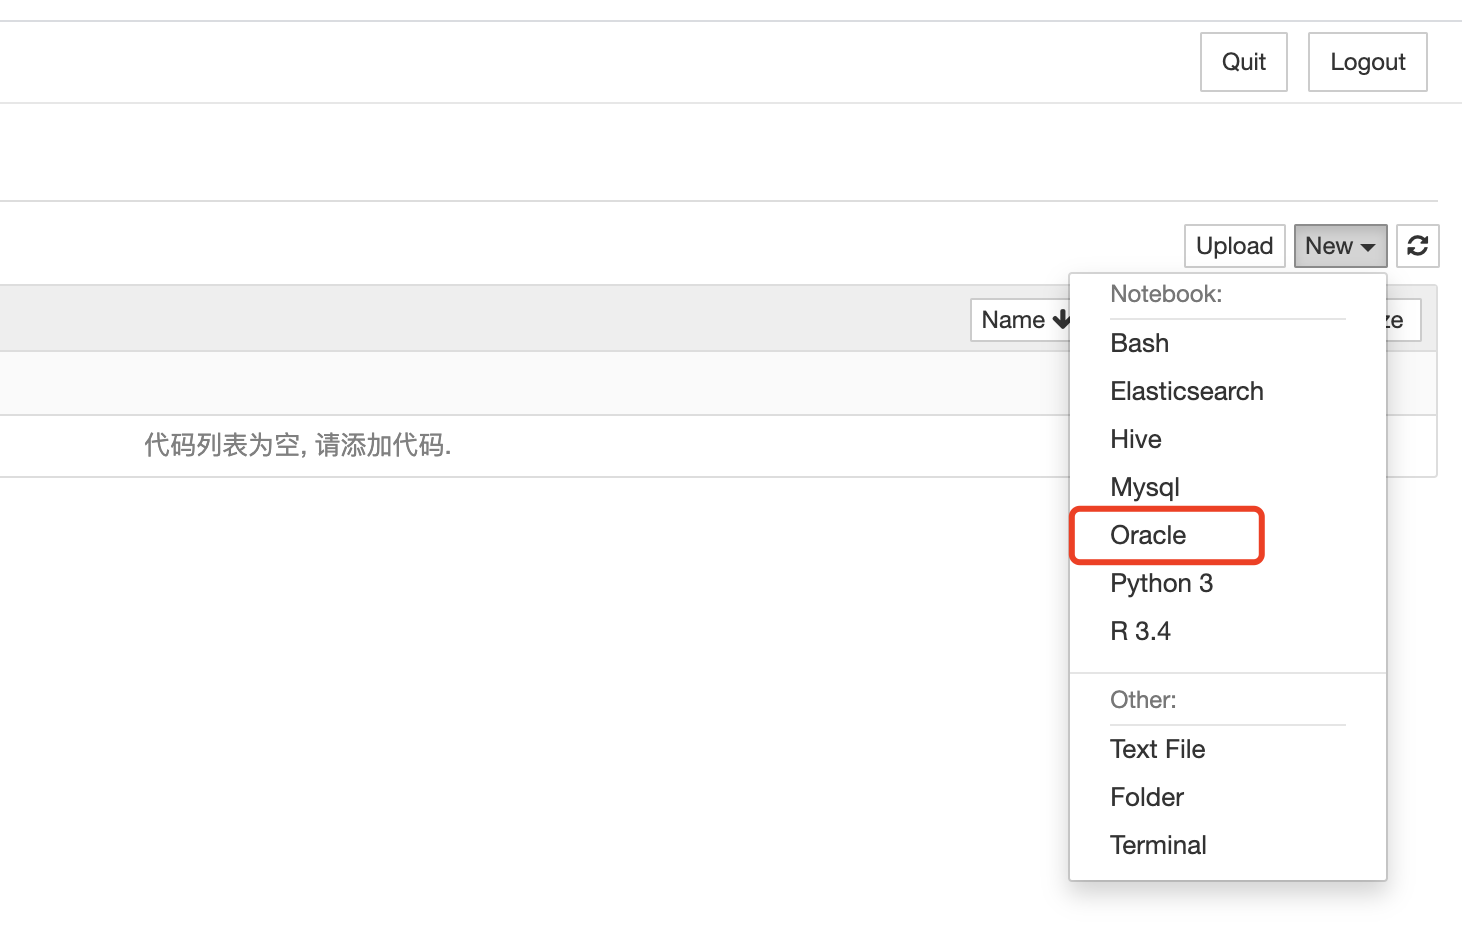 Quit Logout
Upload New
Name
ze
Notebook:
Bash
Elasticsearch
Hive
代码列表为空, 请添加代码.
Mysql
Oracle
Python 3
R 3.4
Other:
Text File
Folder
Terminal